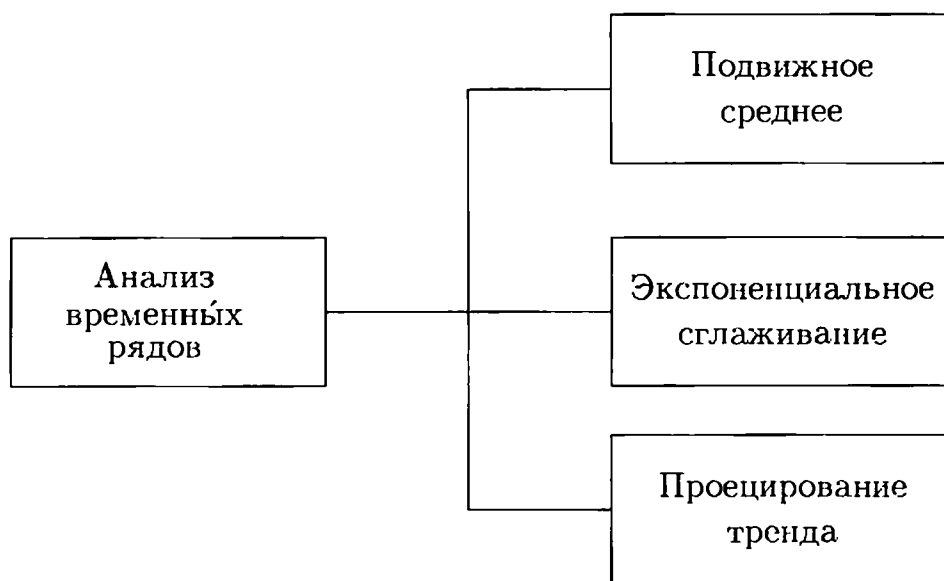 Подвижное
среднее
Анализ
временны́х
рядов
Экспоненциальное
сглаживание
Проецирование
тренда